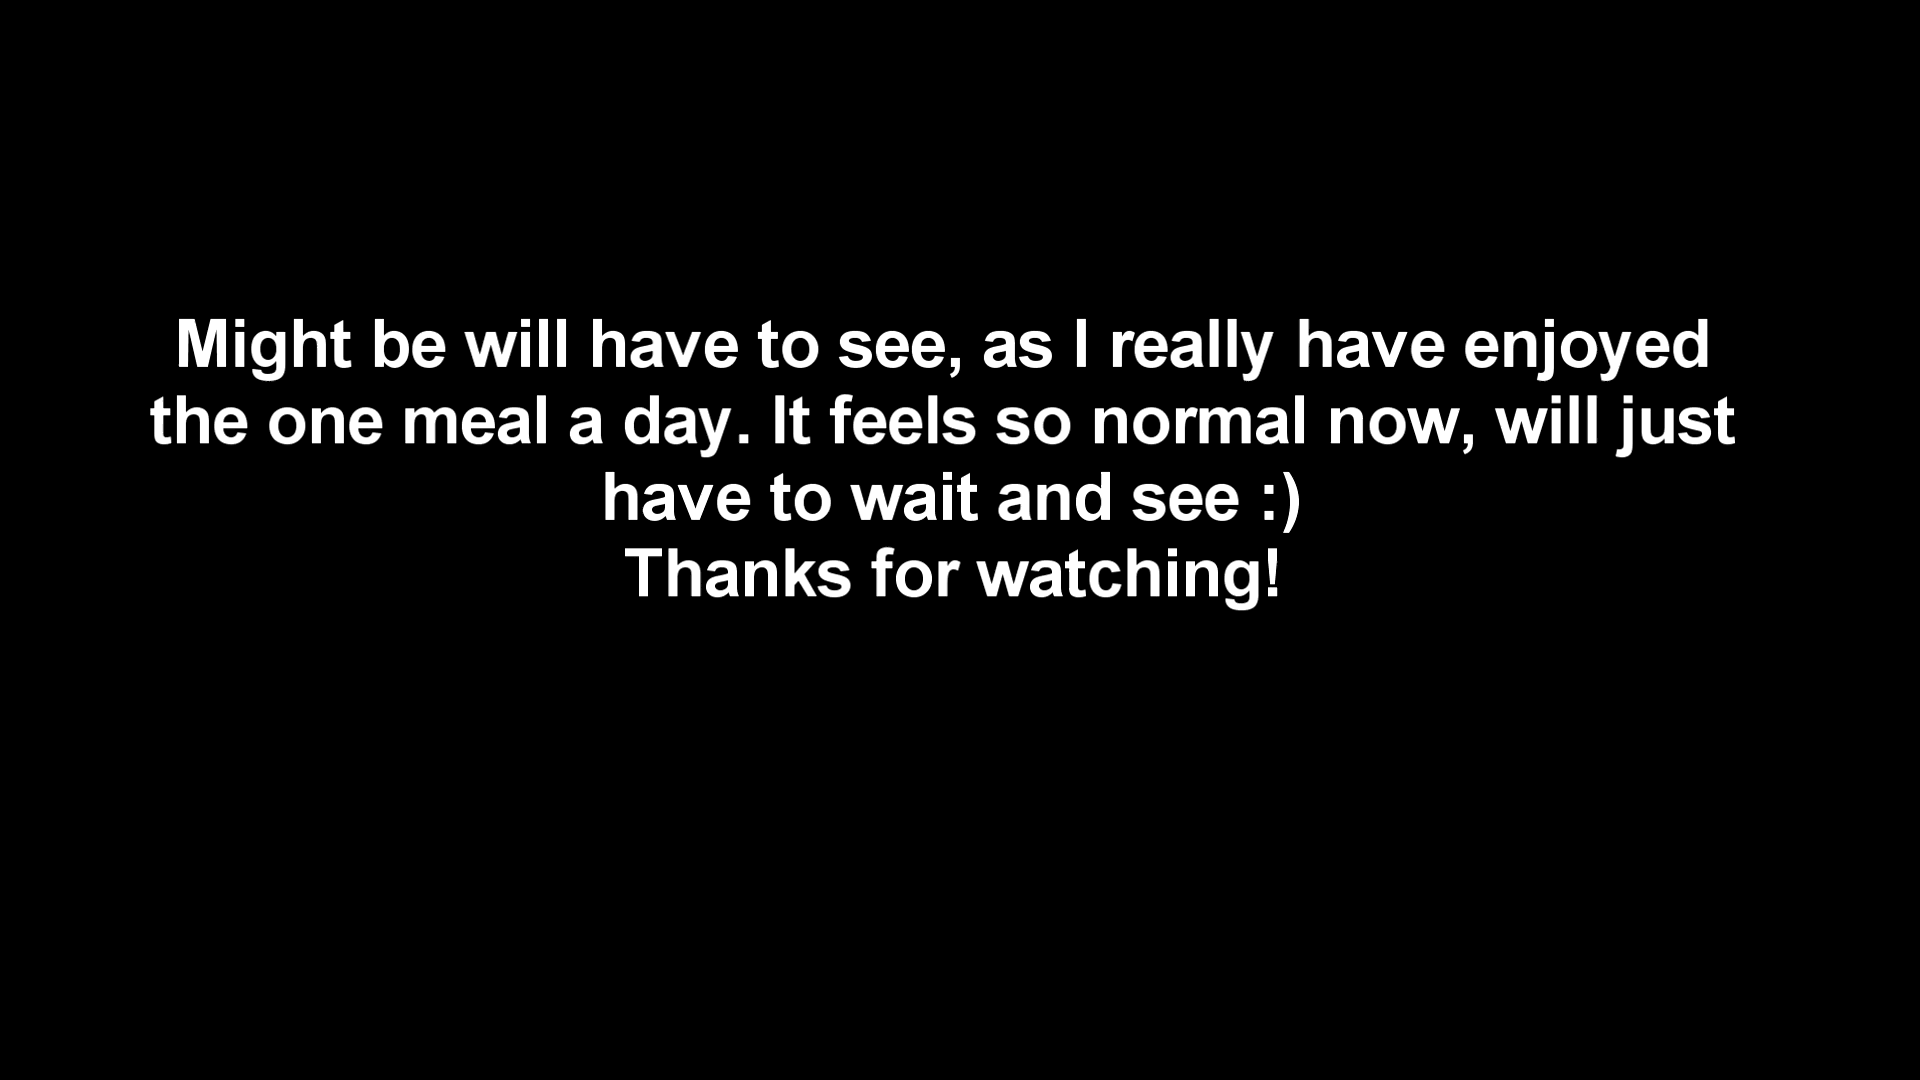 Might be will have to see, as I really have enjoyed
the one meal a day. It feels so normal now, will just
have to wait and see :)
Thanks for watching!